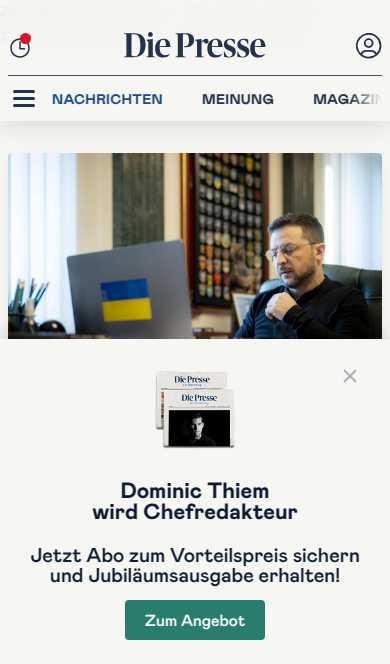 Die Presse
NACHRICHTEN
MEINUNG
MAGAZIN
Die Presse
Die Presse
Dominic Thiem
wird Chefredakteur
Jetzt Abo zum Vorteilspreis sichern
und Jubiläumsausgabe erhalten!
Zum Angebot